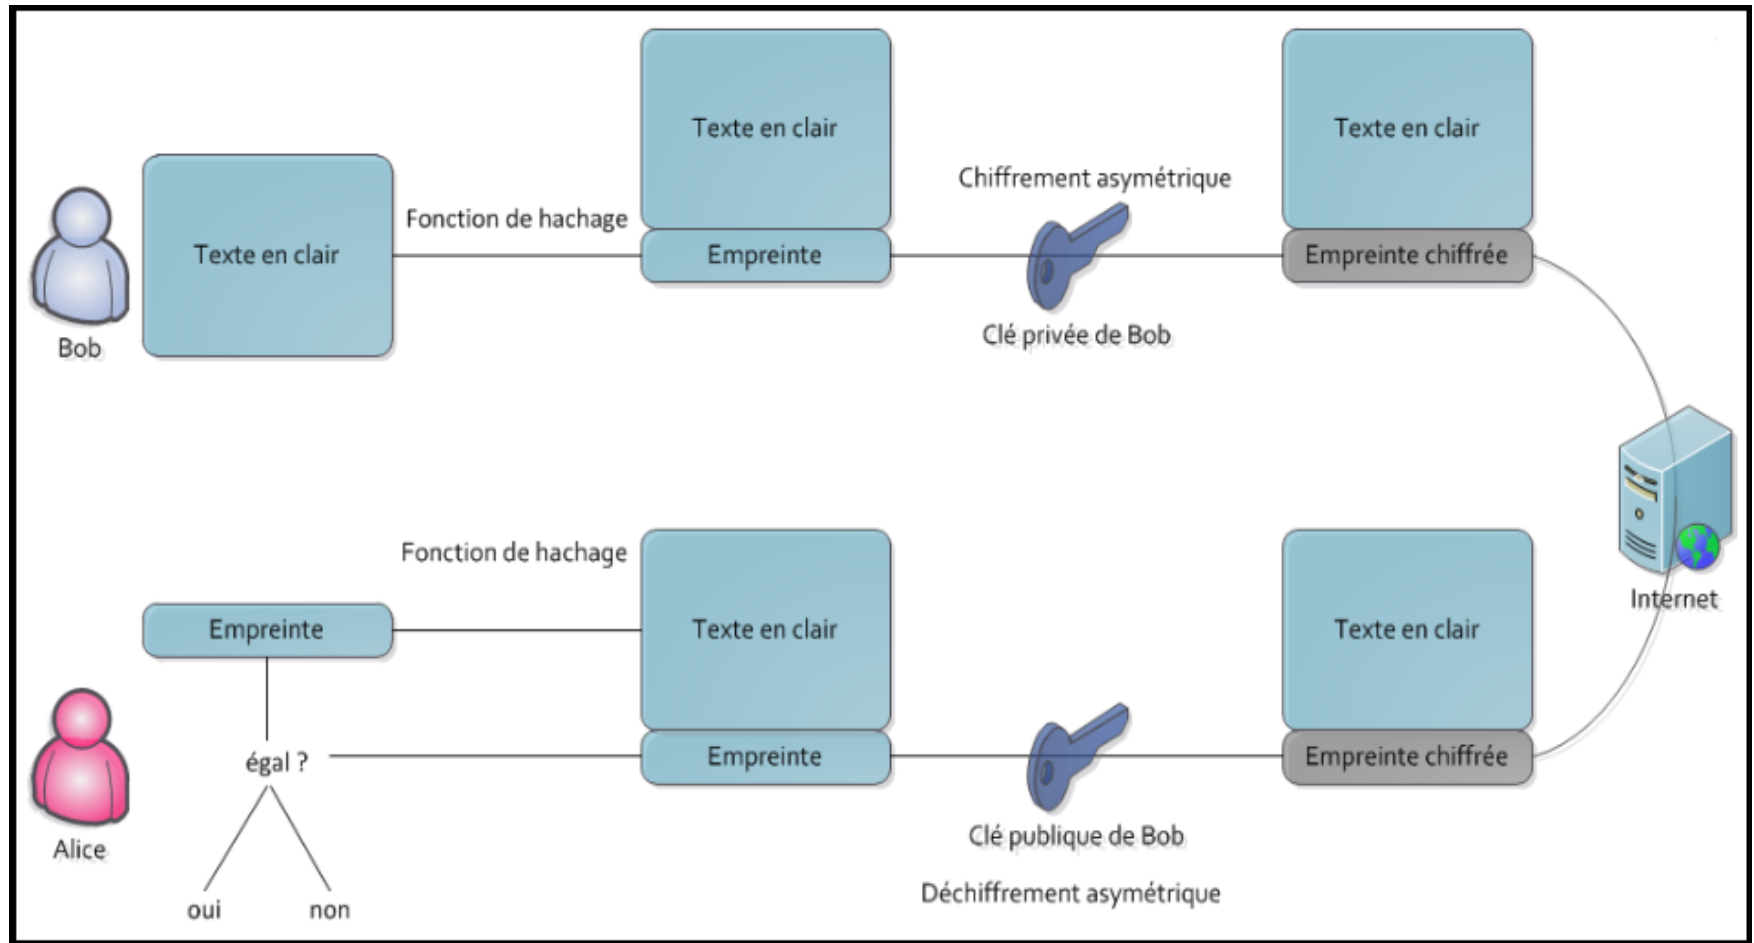 Texte en clair
Texte en clair
Chiffrement asymétrique
Fonction de hachage
Texte en clair
Empreinte
Empreinte chiffrée
Clé privée de Bob
Bob
Fonction de hachage
Internet
Empreinte
Texte en clair
Texte en clair
égal ?
Empreinte
Empreinte chiffrée
Clé publique de Bob
Alice
Déchiffrement asymétrique
oui
non